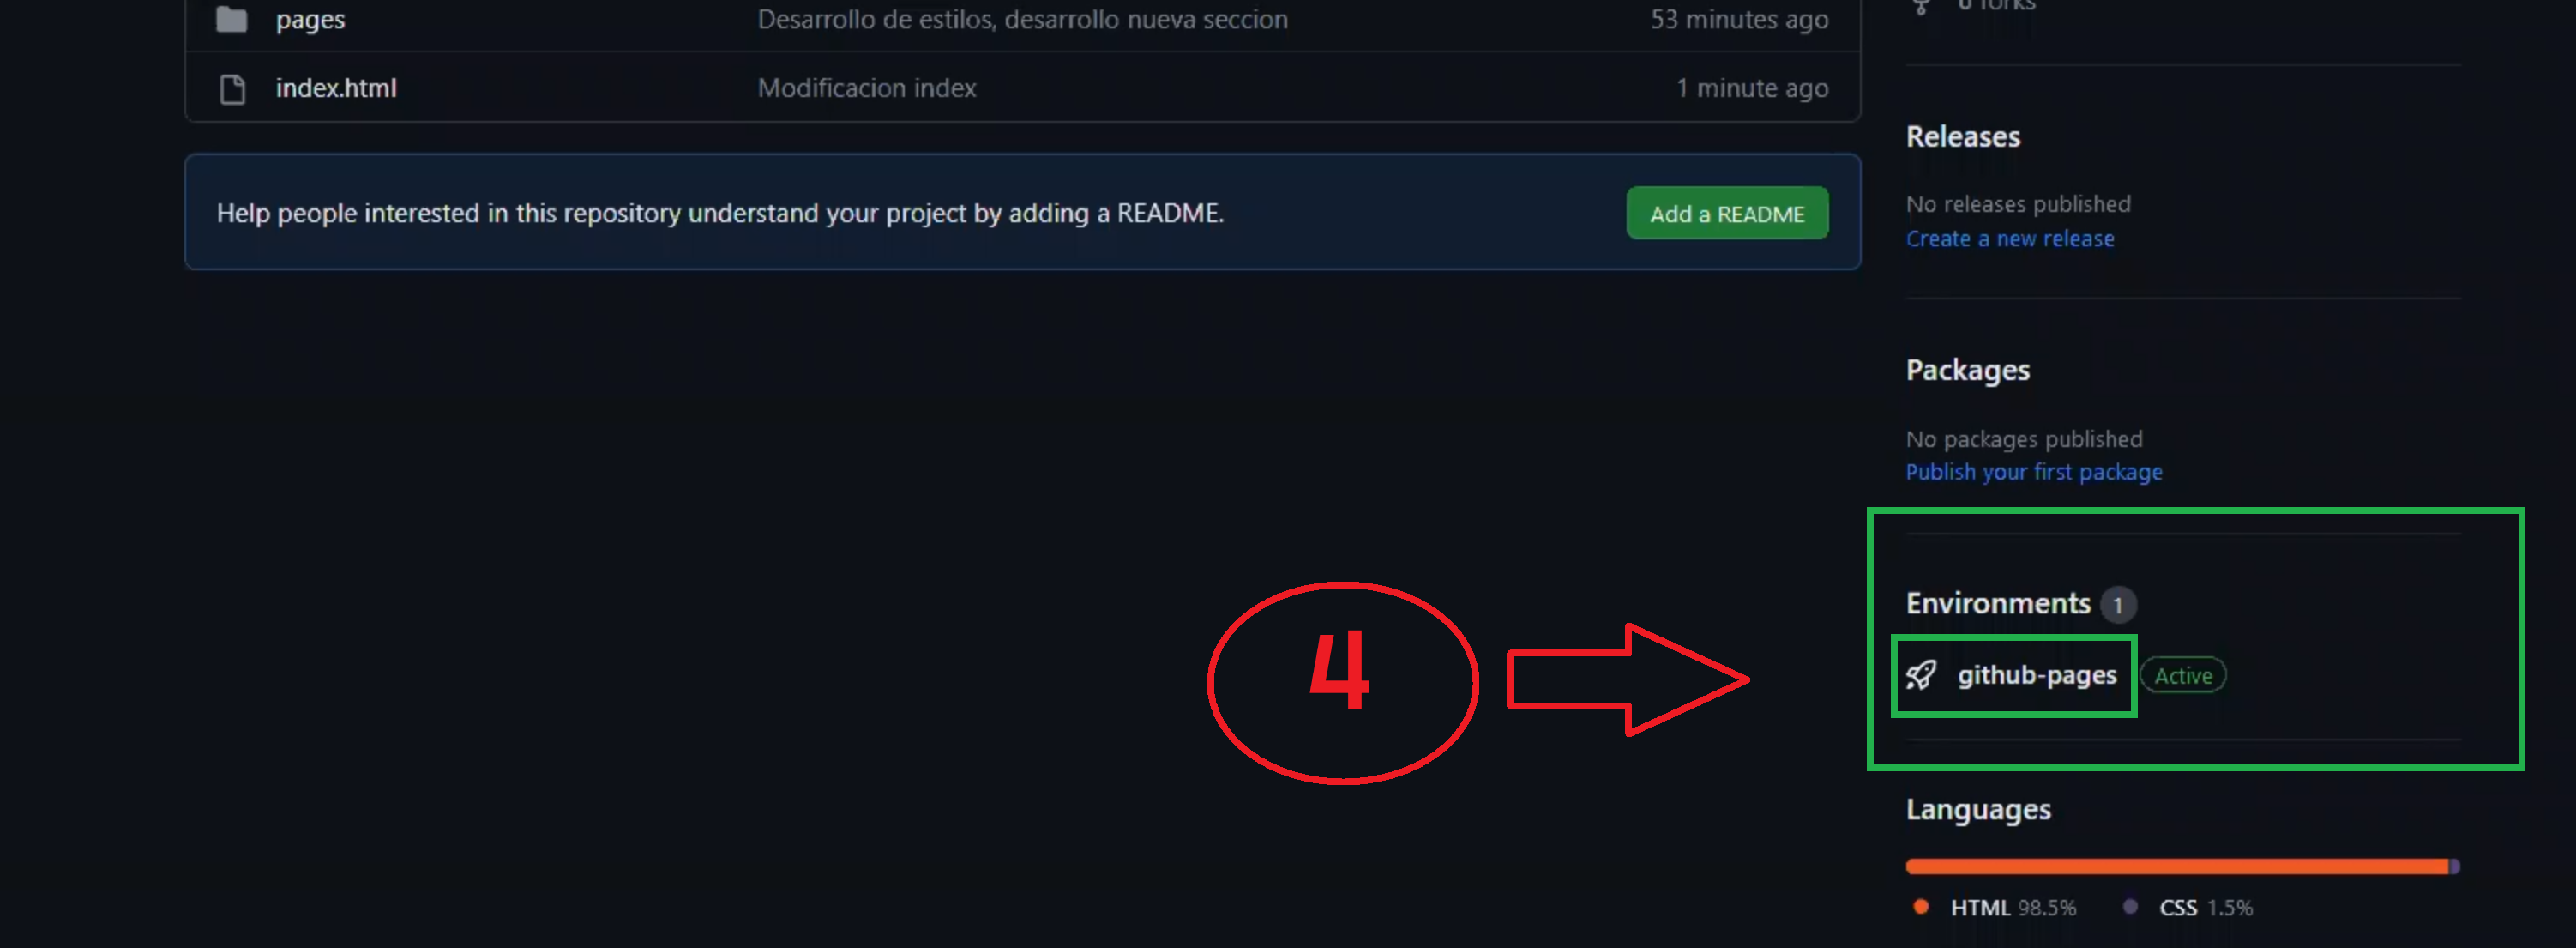 pages Desarrollo de estilos, desarrollo nueva seccion 53 minutes ago
index.html Modificacion index 1 minute ago
Help people interested in this repository understand your project by adding a README. Add a README
0 forks
Releases
No releases published
Create a new release
Packages
No packages published
Publish your first package
4
Environments 1
github-pages Active
Languages
HTML 98.5% CSS 1.5%